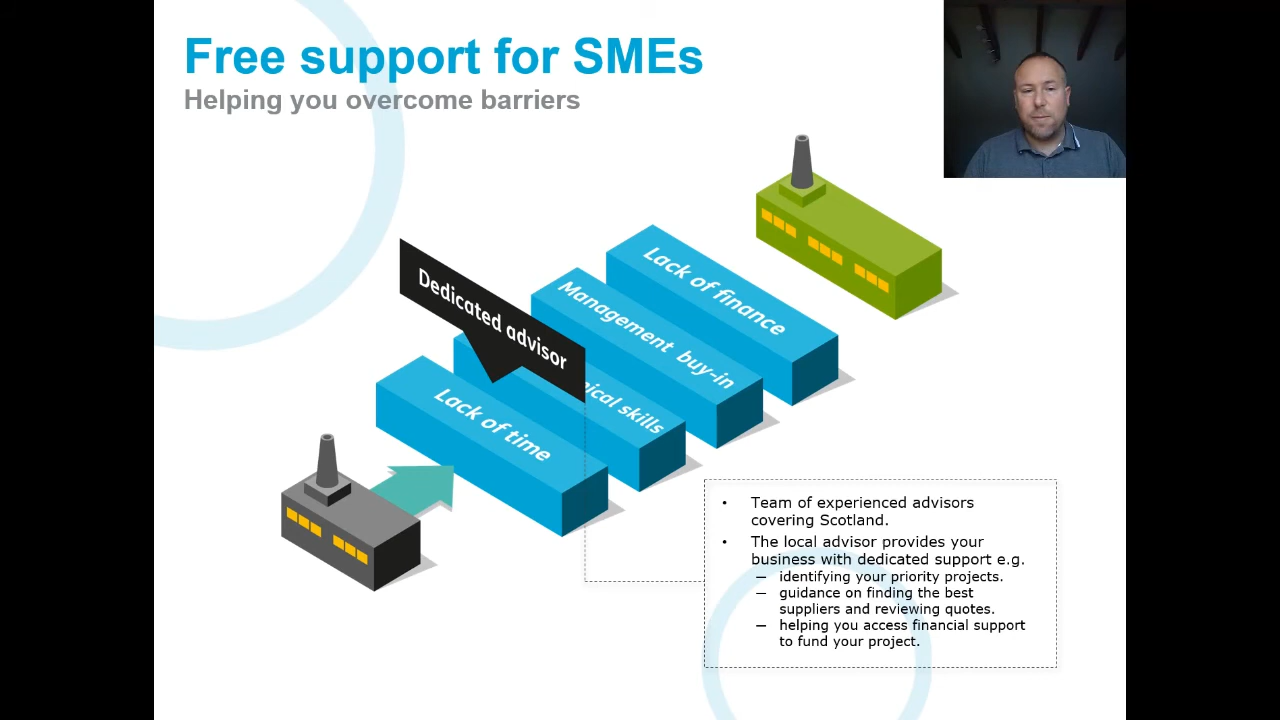 Free support for SMEs
Helping you overcome barriers
Lack of finance
Management buy-in
Dedicated advisor
skills
Lack of time
• Team of experienced advisors
covering Scotland.
• The local advisor provides your
business with dedicated support e.g.
– identifying your priority projects.
– guidance on finding the best
suppliers and reviewing quotes.
– helping you access financial support
to fund your project.